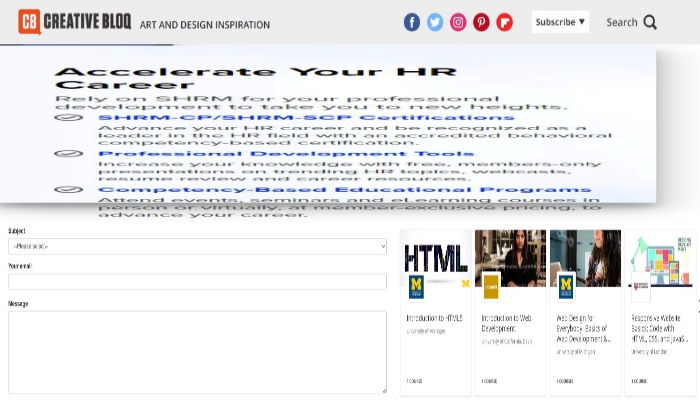 CB CREATIVE BLOQ ART AND DESIGN INSPIRATION
Subscribe ▼
Search
Accelerate Your HR
Career
Rely on SHRM for your professional
development to take you to new heights.
SHRM-CP/SHRM-SCP Certifications
Advance your HR career and be recognized as a
leader in the HR field with an accredited behavioral
competency-based certification.
Professional Development Tools
Increase your knowledge with free, members-only
presentations on trending HR topics, webcasts,
resume review and career resources.
Competency-Based Educational Programs
Attend events, seminars and eLearning courses in
person or virtually, at member-exclusive pricing, to
advance your career.
Subject
--Please select--
Your email
Message
HTML
Introduction to HTML5
University of Michigan
1 COURSE
Introduction to Web
Development
University of California, Davis
1 COURSE
Web Design for
Everybody: Basics of
Web Development &...
University of Michigan
Responsive Website
Basics: Code with
HTML, CSS, and JavaS...
University of London
1 COURSE